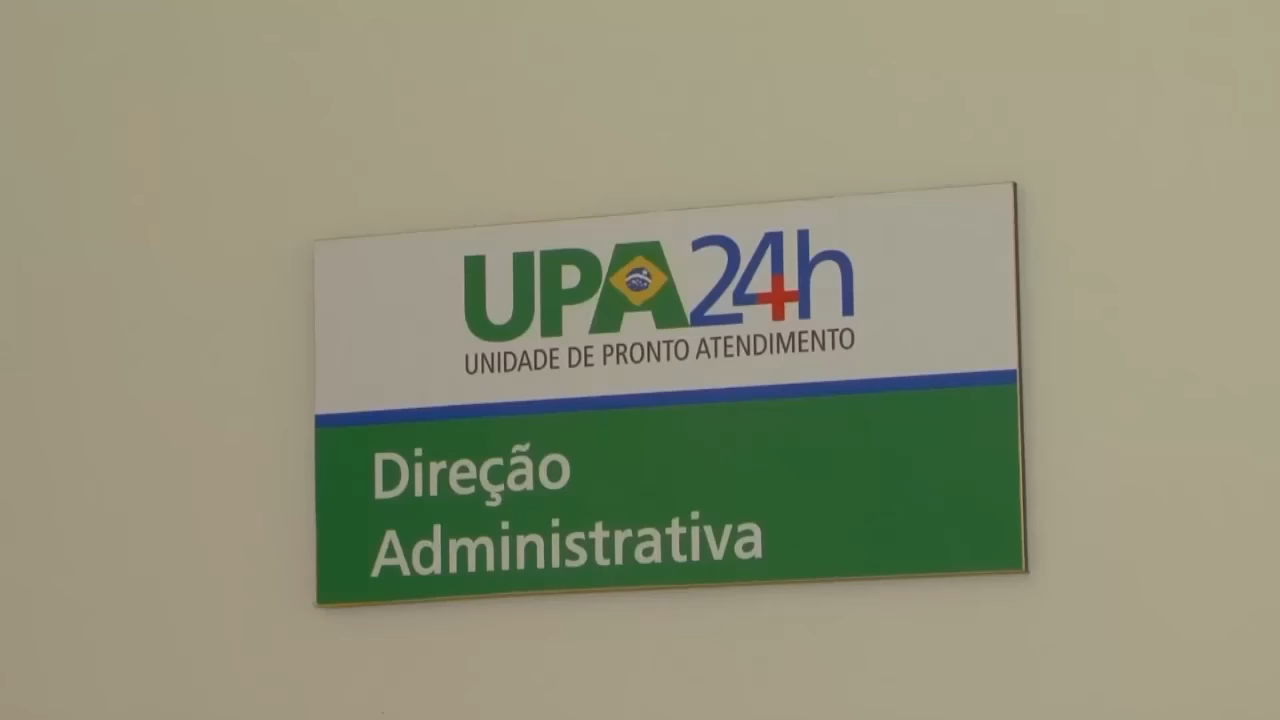 UPA24h
UNIDADE DE PRONTO ATENDIMENTO
Direção
Administrativa